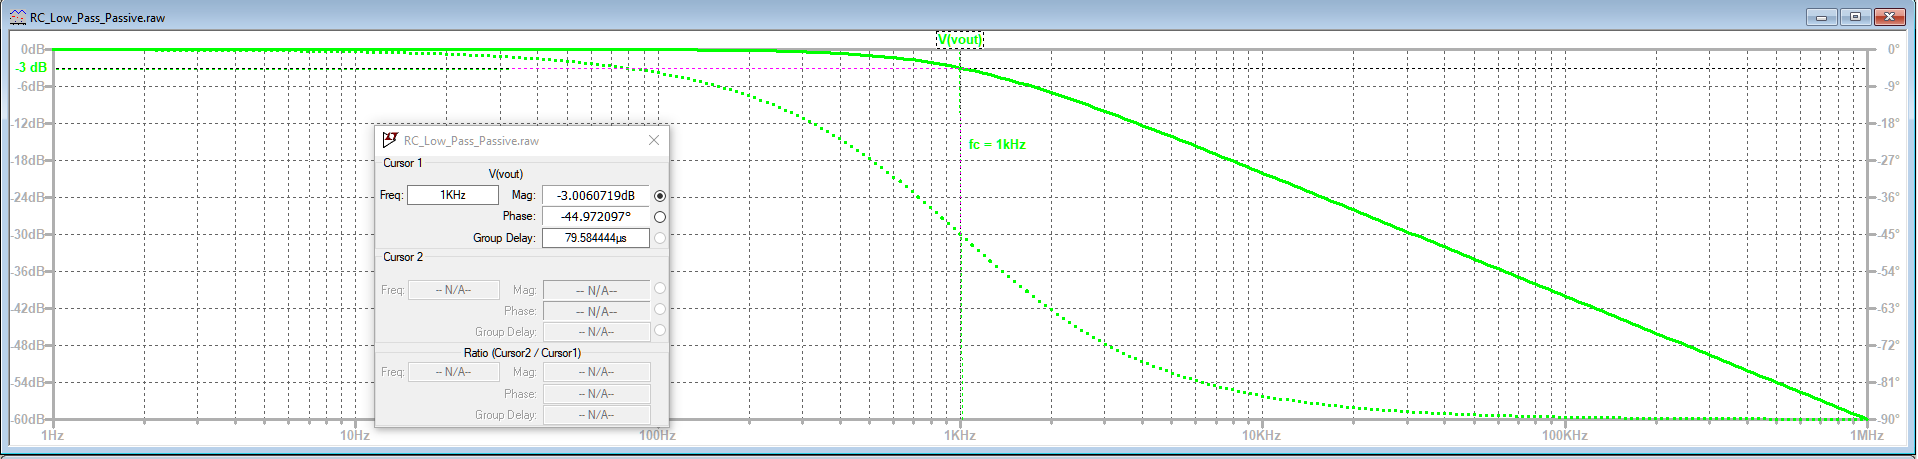 RC_Low_Pass_Passive.raw
V(vout)
0dB
-3 dB
-6dB
-12dB
-18dB
-24dB
-30dB
-36dB
-42dB
-48dB
-54dB
-60dB
0°
-9°
-18°
-27°
-36°
-45°
-54°
-63°
-72°
-81°
-90°
fc = 1kHz
RC_Low_Pass_Passive.raw
Cursor 1
V(vout)
Freq: 1KHz Mag: -3.0060719dB
Phase: -44.972097°
Group Delay: 79.584444µs
Cursor 2
Freq: -- N/A-- Mag: -- N/A--
Phase: -- N/A--
Group Delay: -- N/A--
Ratio (Cursor2 / Cursor1)
Freq: -- N/A-- Mag: -- N/A--
Phase: -- N/A--
Group Delay: -- N/A--
1Hz 10Hz 100Hz 1KHz 10KHz 100KHz 1MHz